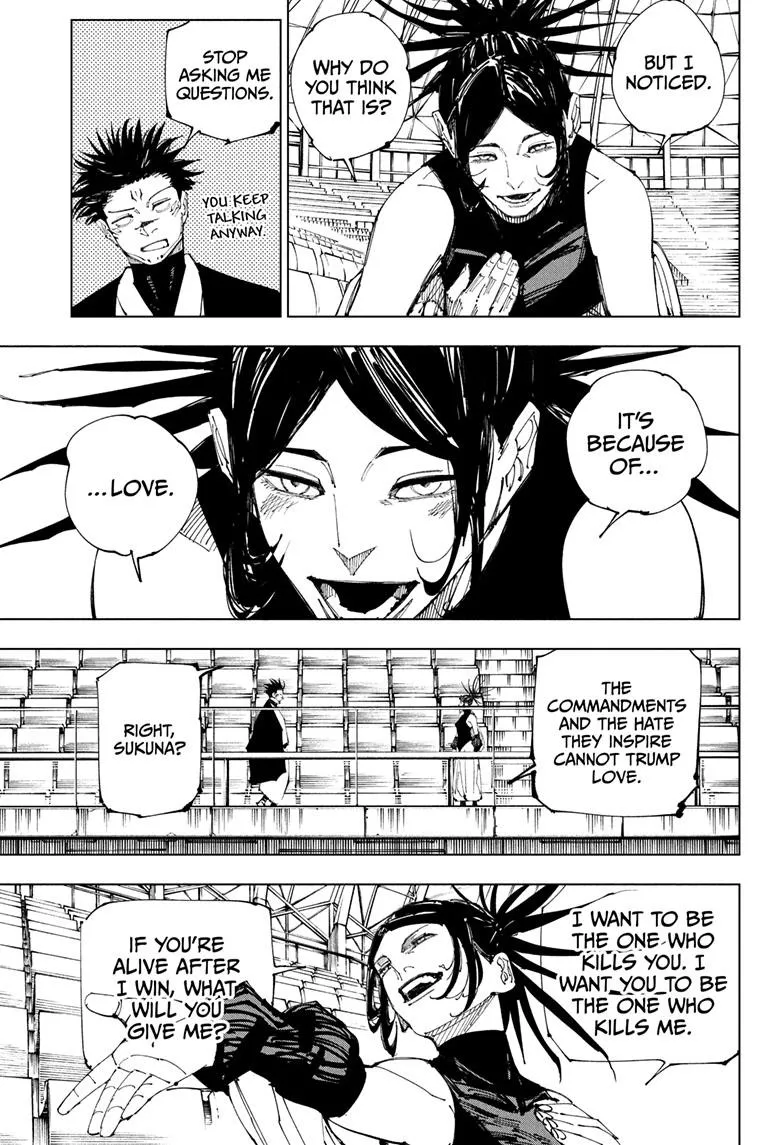 BUT I
NOTICED.
WHY DO
YOU THINK
THAT IS?
STOP
ASKING ME
QUESTIONS.
YOU KEEP
TALKING
ANYWAY.
IT'S
BECAUSE
OF...
...LOVE.
THE
COMMANDMENTS
AND THE HATE
THEY INSPIRE
CANNOT TRUMP
LOVE.
RIGHT,
SUKUNA?
I WANT TO BE
THE ONE WHO
KILLS YOU. I
WANT YOU TO BE
THE ONE WHO
KILLS ME.
IF YOU'RE
ALIVE AFTER
I WIN, WHAT
WILL YOU
GIVE ME?